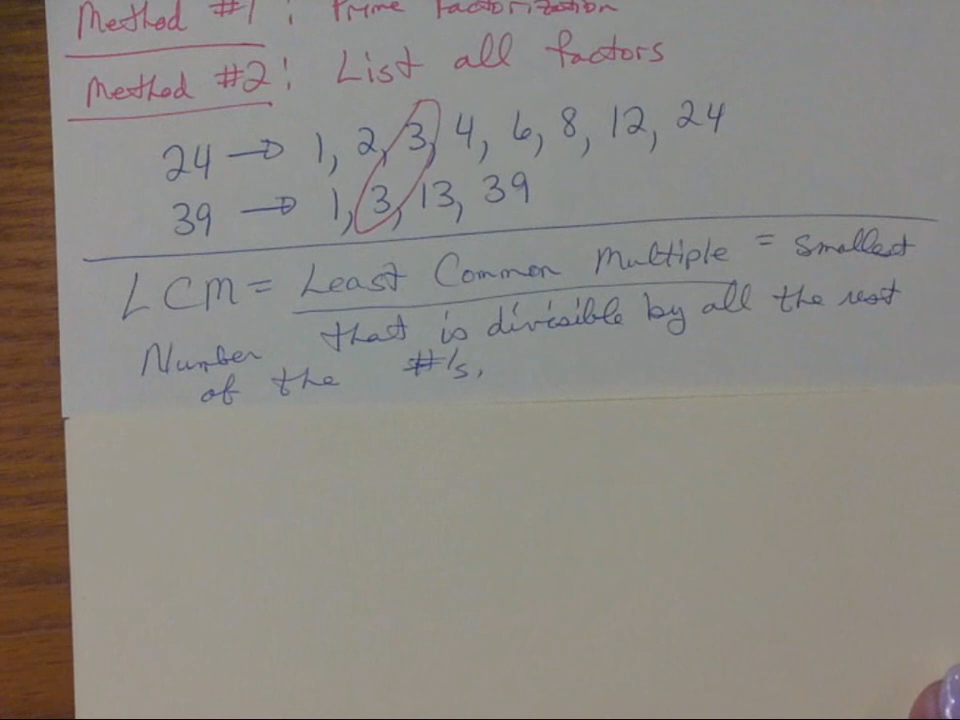 Method #1: Prime Factorization
Method #2: List all factors
24 → 1, 2, 3, 4, 6, 8, 12, 24
39 → 1, 3, 13, 39
LCM = Least Common Multiple = smallest
Number that is divisible by all the rest
of the #'s.